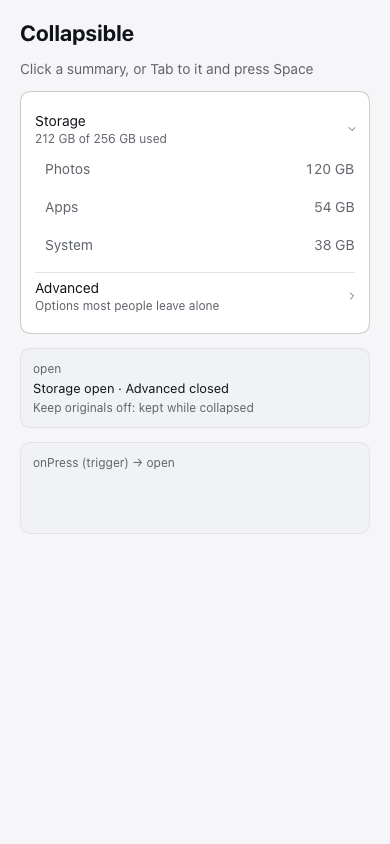 Collapsible
Click a summary, or Tab to it and press Space
Storage
212 GB of 256 GB used
Photos 120 GB
Apps 54 GB
System 38 GB
Advanced
Options most people leave alone
open
Storage open · Advanced closed
Keep originals off: kept while collapsed
onPress (trigger) → open